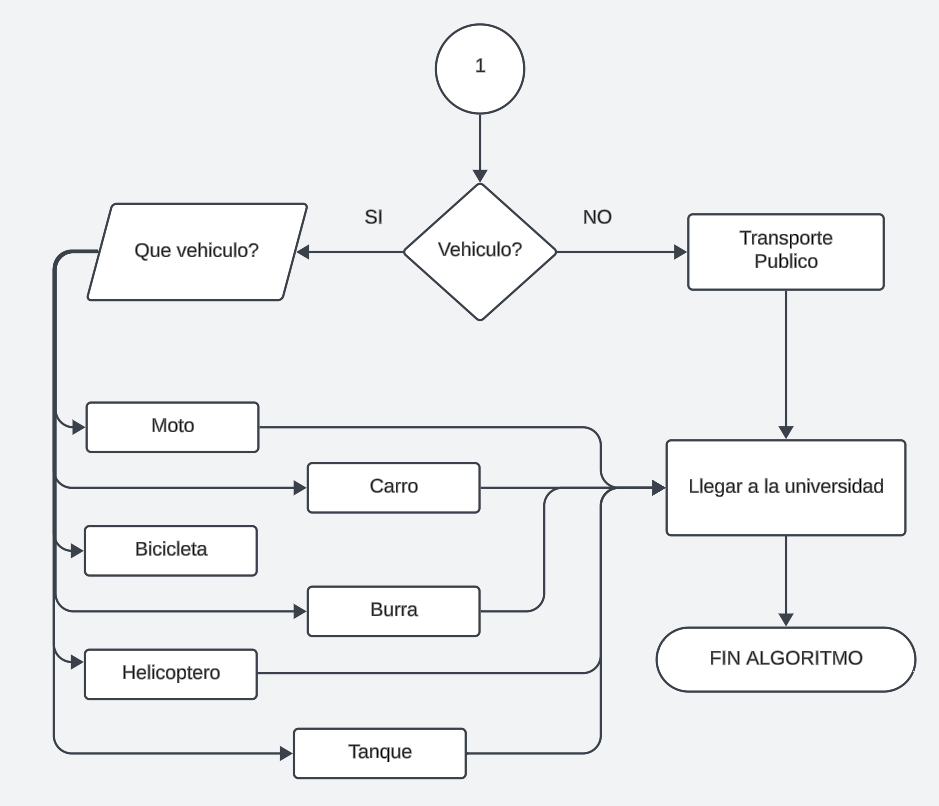 1
SI
NO
Que vehiculo?
Vehiculo?
Transporte
Publico
Moto
Carro
Llegar a la universidad
Bicicleta
Burra
Helicoptero
FIN ALGORITMO
Tanque